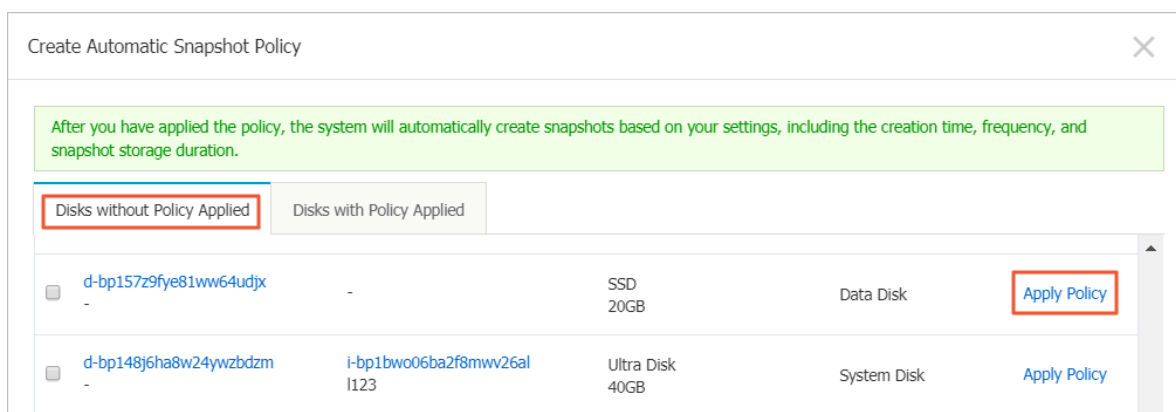 Create Automatic Snapshot Policy
After you have applied the policy, the system will automatically create snapshots based on your settings, including the creation time, frequency, and
snapshot storage duration.
Disks without Policy Applied Disks with Policy Applied
d-bp157z9fye81ww64udjx - SSD Data Disk Apply Policy
- 20GB
d-bp148j6ha8w24ywzbdzm i-bp1bwo06ba2f8mwv26al Ultra Disk System Disk Apply Policy
- l123 40GB